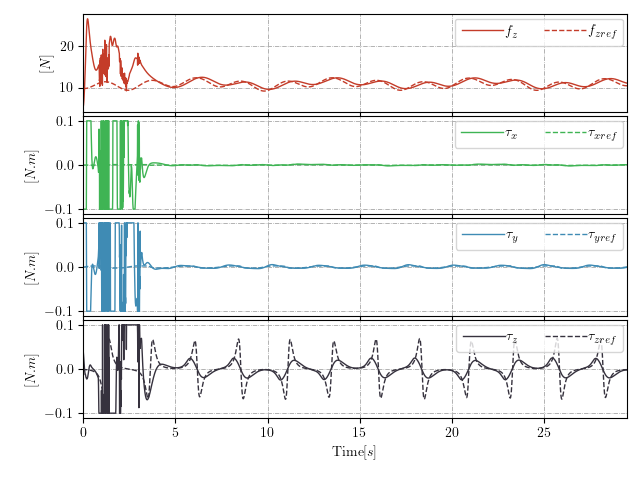 f_z f_zref
20
10
[N]
τ_x τ_xref
0.1
0.0
−0.1
[N.m]
τ_y τ_yref
0.1
0.0
−0.1
[N.m]
τ_z τ_zref
0.1
0.0
−0.1
[N.m]
0 5 10 15 20 25
Time[s]